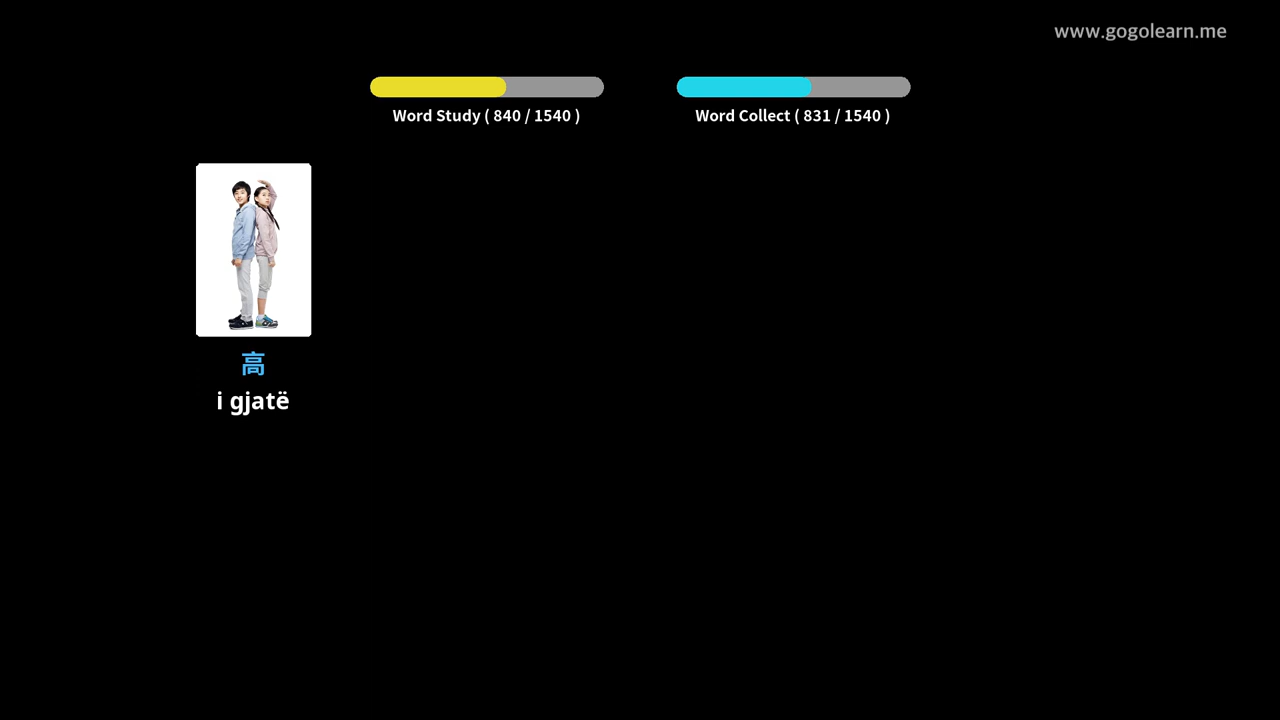 www.gogolearn.me
Word Study ( 840 / 1540 )
Word Collect ( 831 / 1540 )
高
i gjatë